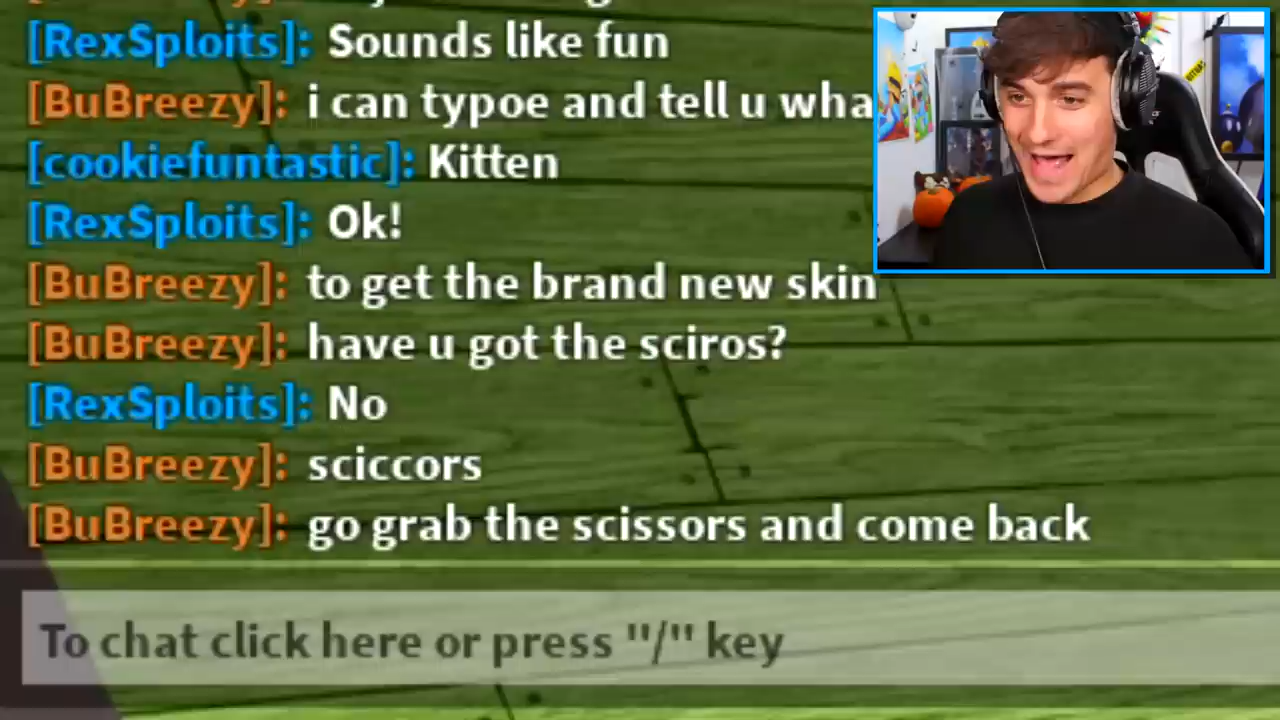 [RexSploits]: Sounds like fun
[BuBreezy]: i can typoe and tell u wha
[cookiefuntastic]: Kitten
[RexSploits]: Ok!
[BuBreezy]: to get the brand new skin
[BuBreezy]: have u got the sciros?
[RexSploits]: No
[BuBreezy]: sciccors
[BuBreezy]: go grab the scissors and come back
To chat click here or press "/" key